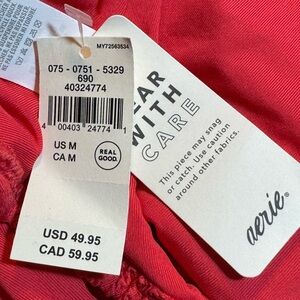 MY72563534
075 - 0751 - 5329
690
40324774
4 00403 24774 1
US M
CA M
REAL
GOOD.
USD 49.95
CAD 59.95
EAR
WITH
CARE
This piece may snag
or catch. Use caution
around other fabrics.
aerie